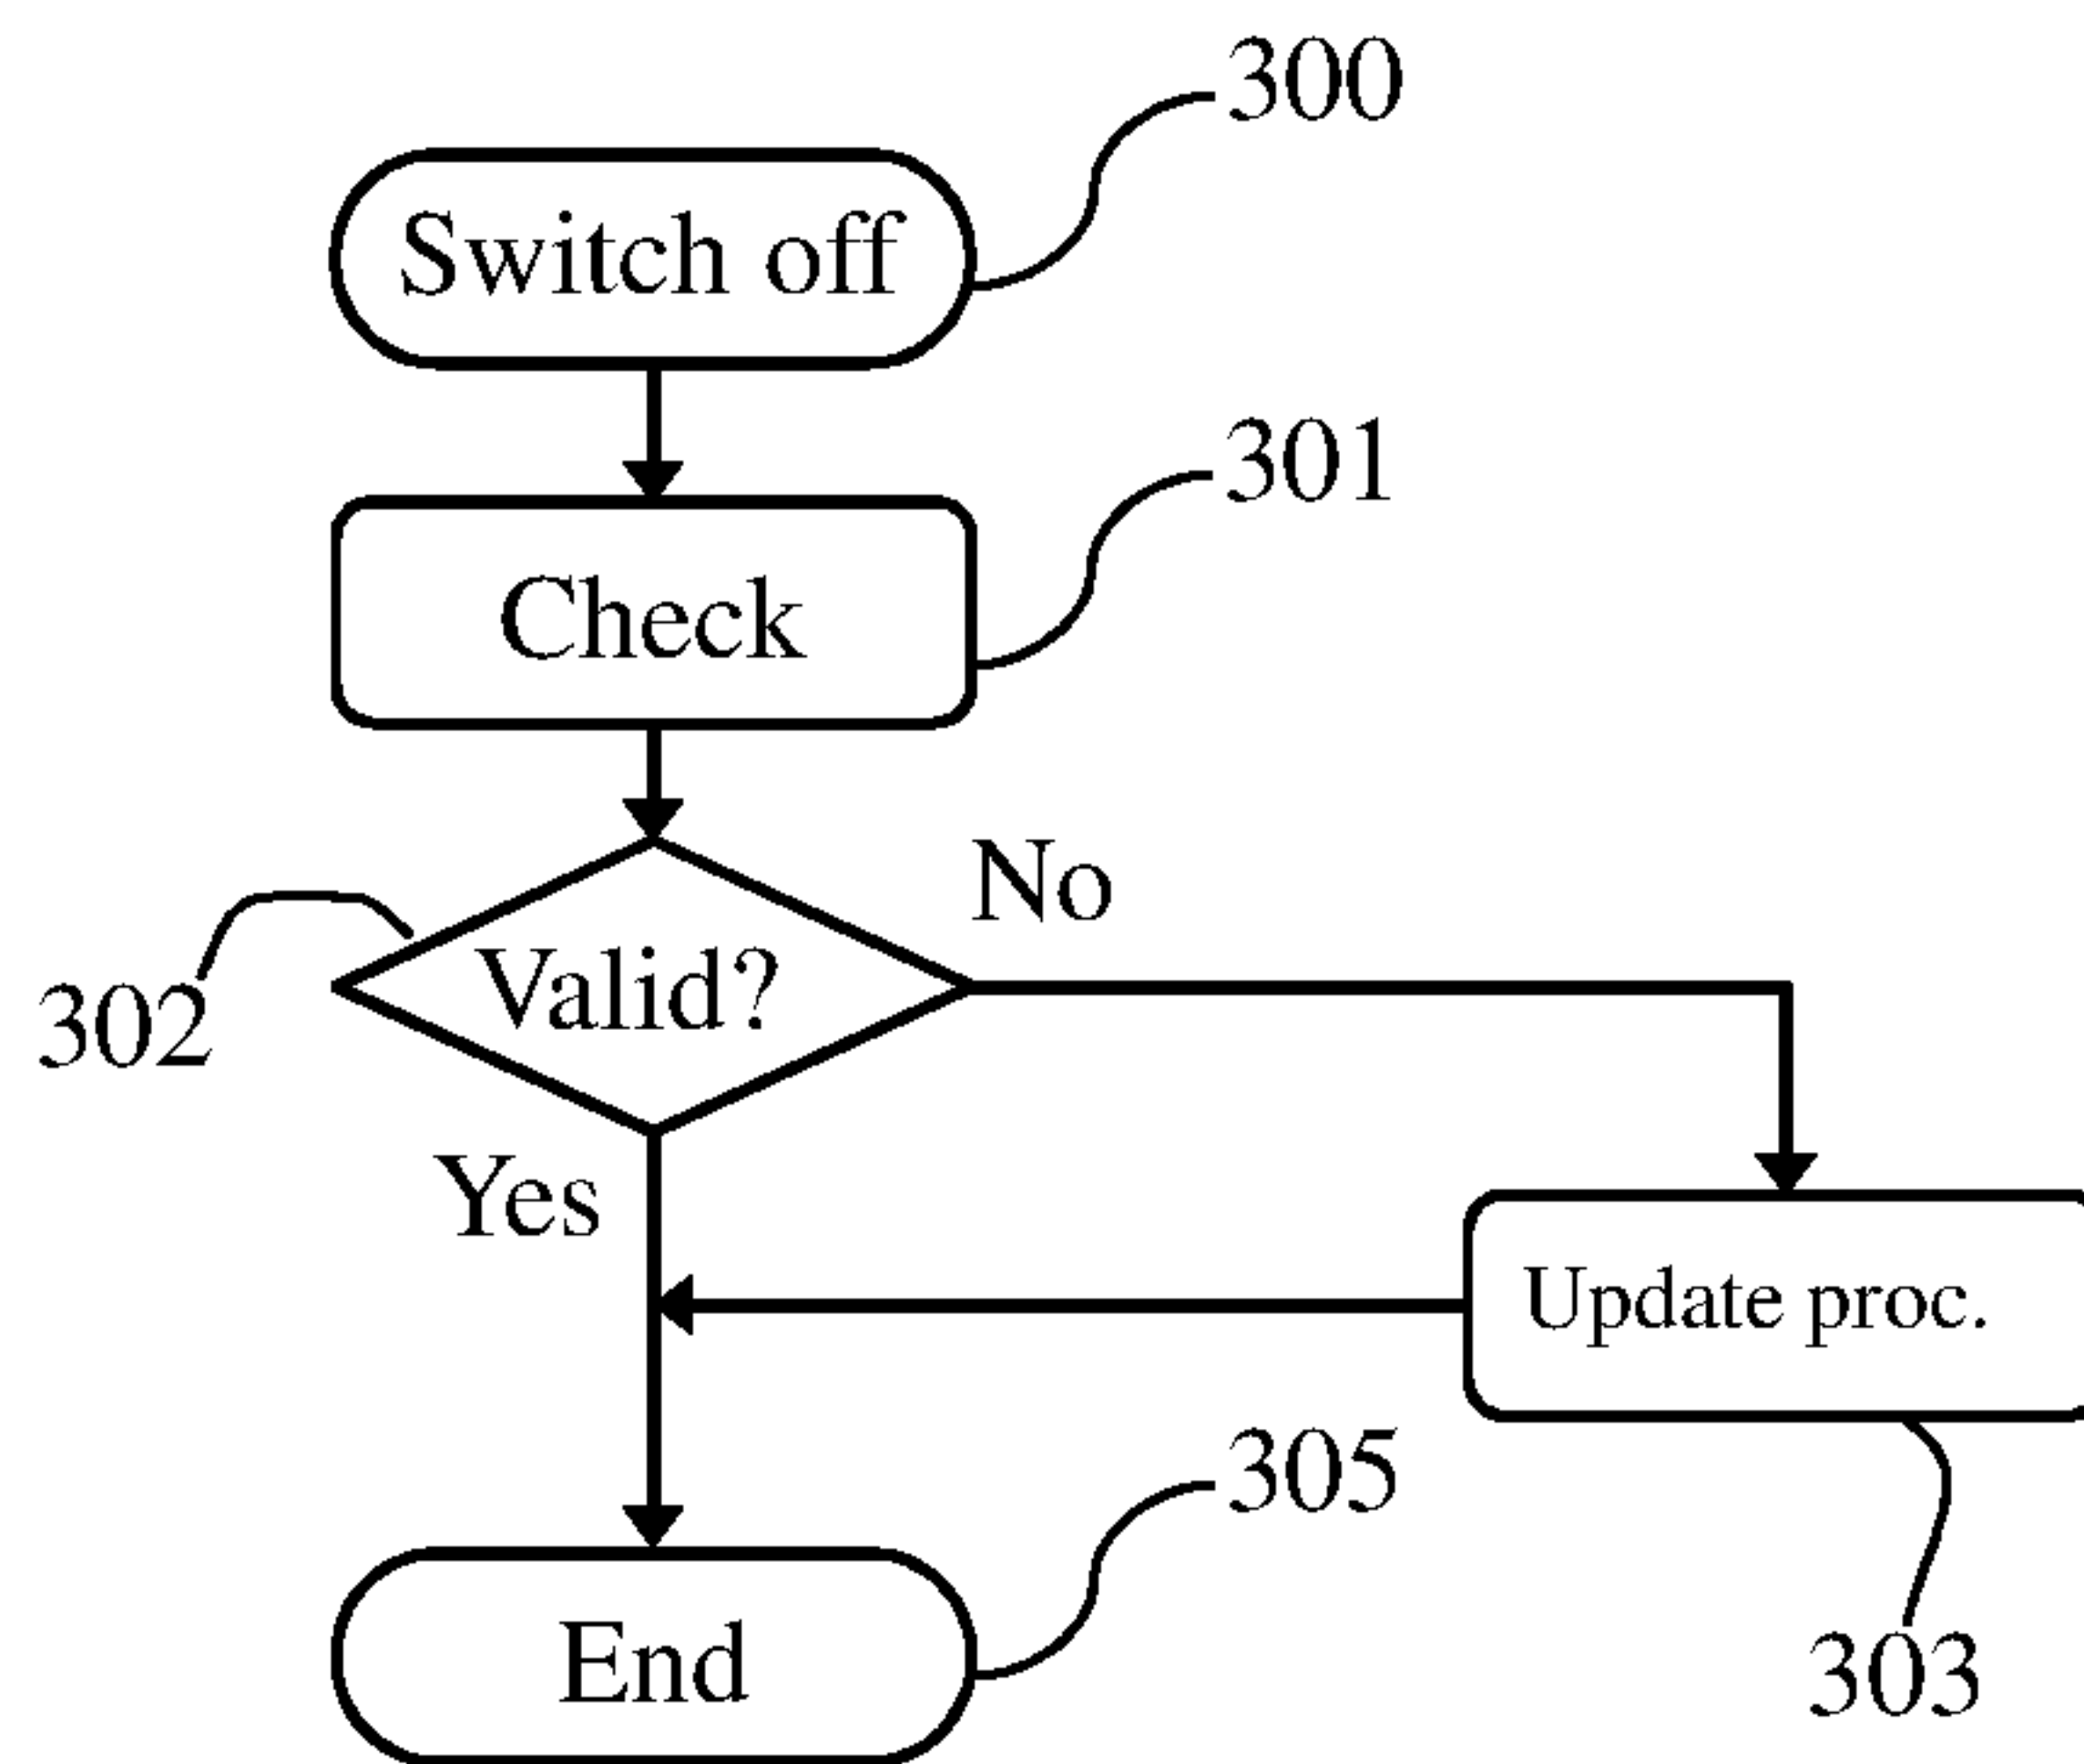 300
Switch off
301
Check
No
302
Valid?
Yes
Update proc.
305
End
303